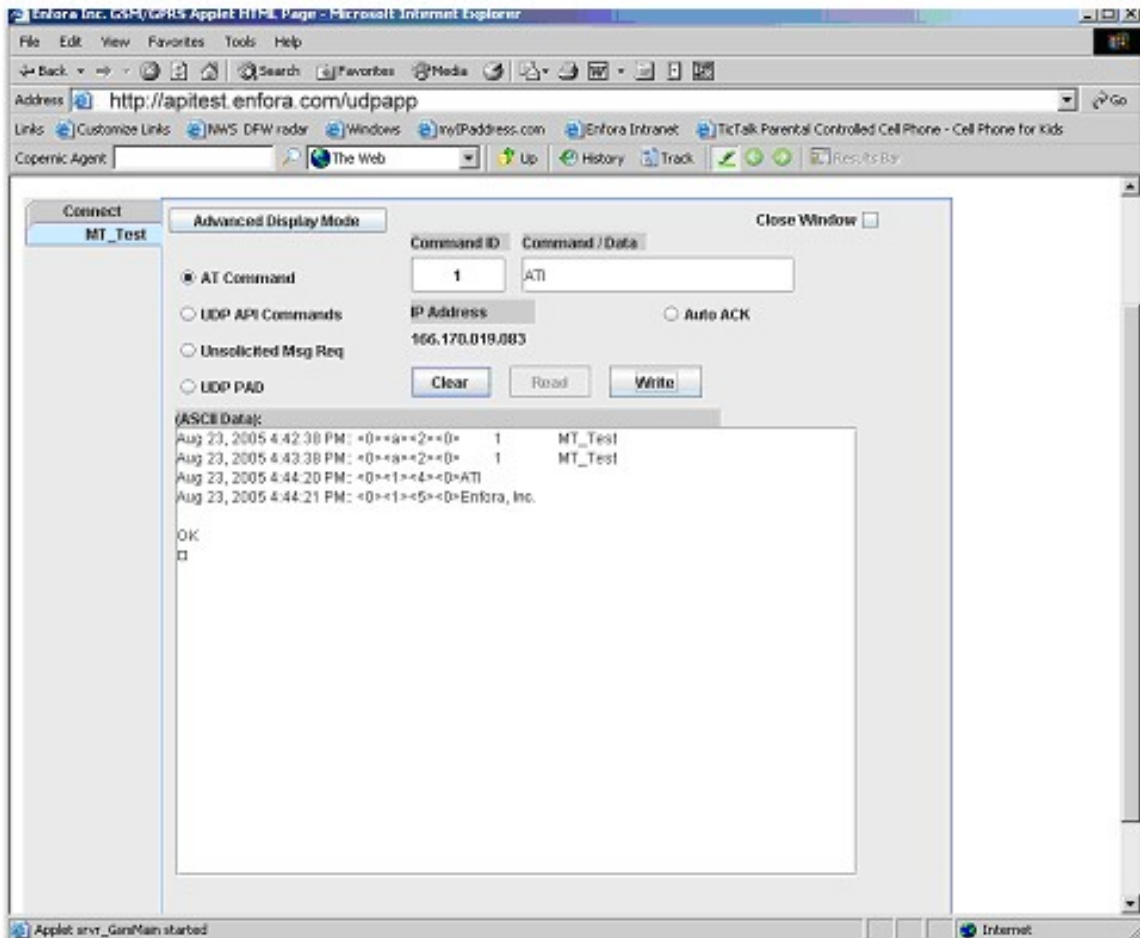 Enfora Inc. GSM/GPRS Applet HTML Page - Microsoft Internet Explorer
File Edit View Favorites Tools Help
Back Search Favorites Media
Address http://apitest.enfora.com/udpapp Go
Links Customize Links NWS DFW radar Windows myIPaddress.com Enfora Intranet TicTalk Parental Controlled Cell Phone - Cell Phone for Kids
Copernic Agent The Web Up History Track Results Bar
Connect
MT_Test
Advanced Display Mode
Close Window
Command ID Command / Data
AT Command
1
ATI
UDP API Commands
IP Address
Auto ACK
166.170.019.083
Unsolicited Msg Req
UDP PAD
Clear Read Write
(ASCII Data):
Aug 23, 2005 4:42:38 PM:: <0><a><2><0> 1 MT_Test
Aug 23, 2005 4:43:38 PM:: <0><a><2><0> 1 MT_Test
Aug 23, 2005 4:44:20 PM:: <0><1><4><0>ATI
Aug 23, 2005 4:44:21 PM:: <0><1><5><0>Enfora, Inc.
OK
Applet srvr_GsmMain started
Internet